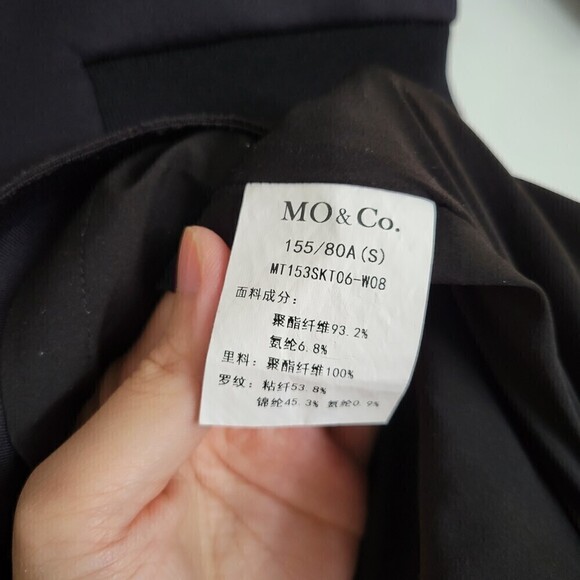 MO&Co.
155/80A(S)
MT153SKT06-W08
面料成分:
聚酯纤维93.2%
氨纶6.8%
里料: 聚酯纤维100%
罗纹: 粘纤53.8%
锦纶45.3% 氨纶0.9%